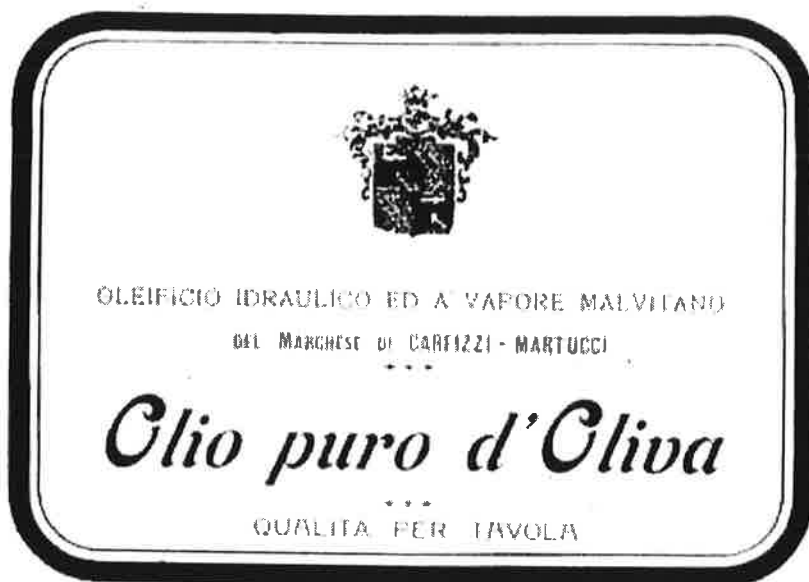 OLEIFICIO IDRAULICO ED A VAPORE MALVITANO
DEL MARCHESE DI CARFIZZI - MARTUCCI
Olio puro d'Oliva
QUALITA PER TAVOLA